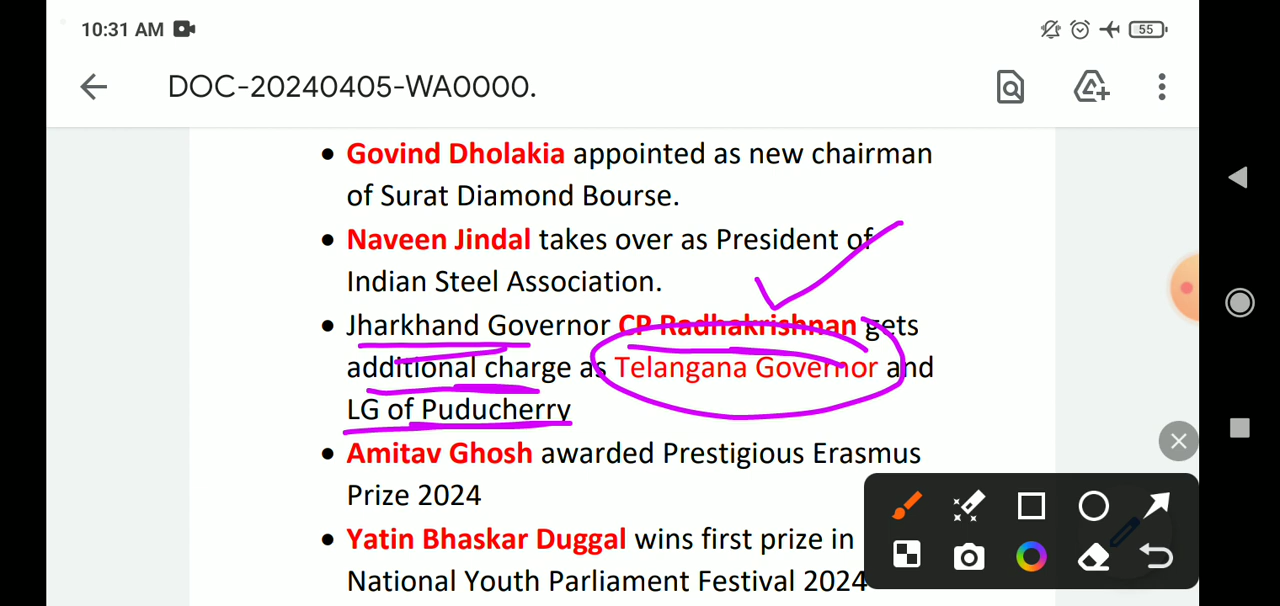 10:31 AM
55
DOC-20240405-WA0000.
• Govind Dholakia appointed as new chairman
of Surat Diamond Bourse.
• Naveen Jindal takes over as President of
Indian Steel Association.
• Jharkhand Governor CP Radhakrishnan gets
additional charge as Telangana Governor and
LG of Puducherry
• Amitav Ghosh awarded Prestigious Erasmus
Prize 2024
• Yatin Bhaskar Duggal wins first prize in
National Youth Parliament Festival 2024